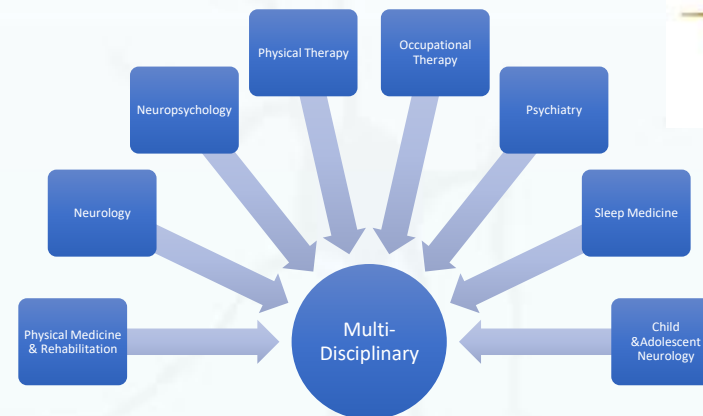 Physical Medicine
& Rehabilitation
Neurology
Neuropsychology
Physical Therapy
Occupational
Therapy
Psychiatry
Sleep Medicine
Child
&Adolescent
Neurology
Multi-
Disciplinary